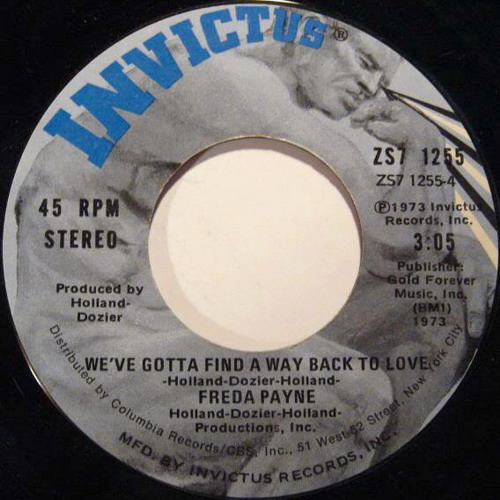 INVICTUS®
ZS7 1255
ZS7 1255-4
45 RPM
STEREO
Ⓟ1973 Invictus
Records, Inc.
3:05
Publisher:
Gold Forever
Music, Inc.
(BMI)
1973
Produced by
Holland-
Dozier
WE'VE GOTTA FIND A WAY BACK TO LOVE
-Holland-Dozier-Holland-
FREDA PAYNE
Holland-Dozier-Holland-
Productions, Inc.
Distributed by Columbia Records/CBS, Inc., 51 West 52 Street, New York City
MFD. BY INVICTUS RECORDS, INC.